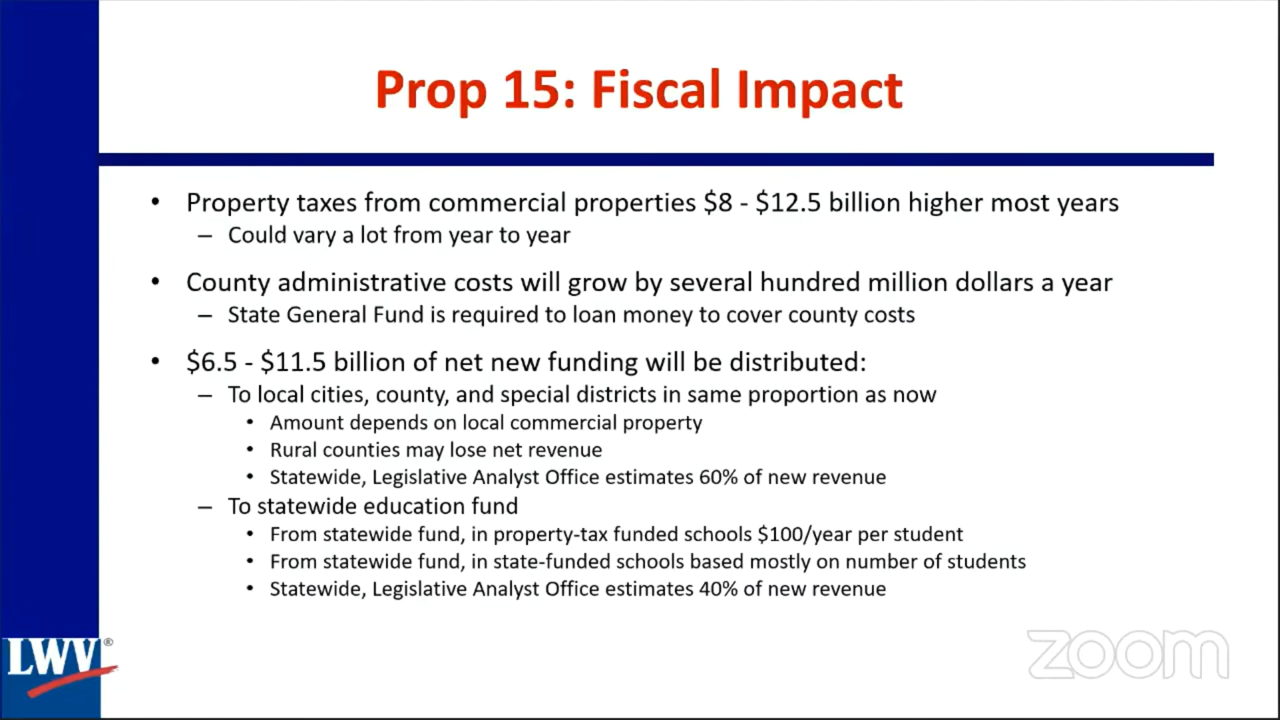 Prop 15: Fiscal Impact
• Property taxes from commercial properties $8 - $12.5 billion higher most years
– Could vary a lot from year to year
• County administrative costs will grow by several hundred million dollars a year
– State General Fund is required to loan money to cover county costs
• $6.5 - $11.5 billion of net new funding will be distributed:
– To local cities, county, and special districts in same proportion as now
• Amount depends on local commercial property
• Rural counties may lose net revenue
• Statewide, Legislative Analyst Office estimates 60% of new revenue
– To statewide education fund
• From statewide fund, in property-tax funded schools $100/year per student
• From statewide fund, in state-funded schools based mostly on number of students
• Statewide, Legislative Analyst Office estimates 40% of new revenue
LWV®
zoom